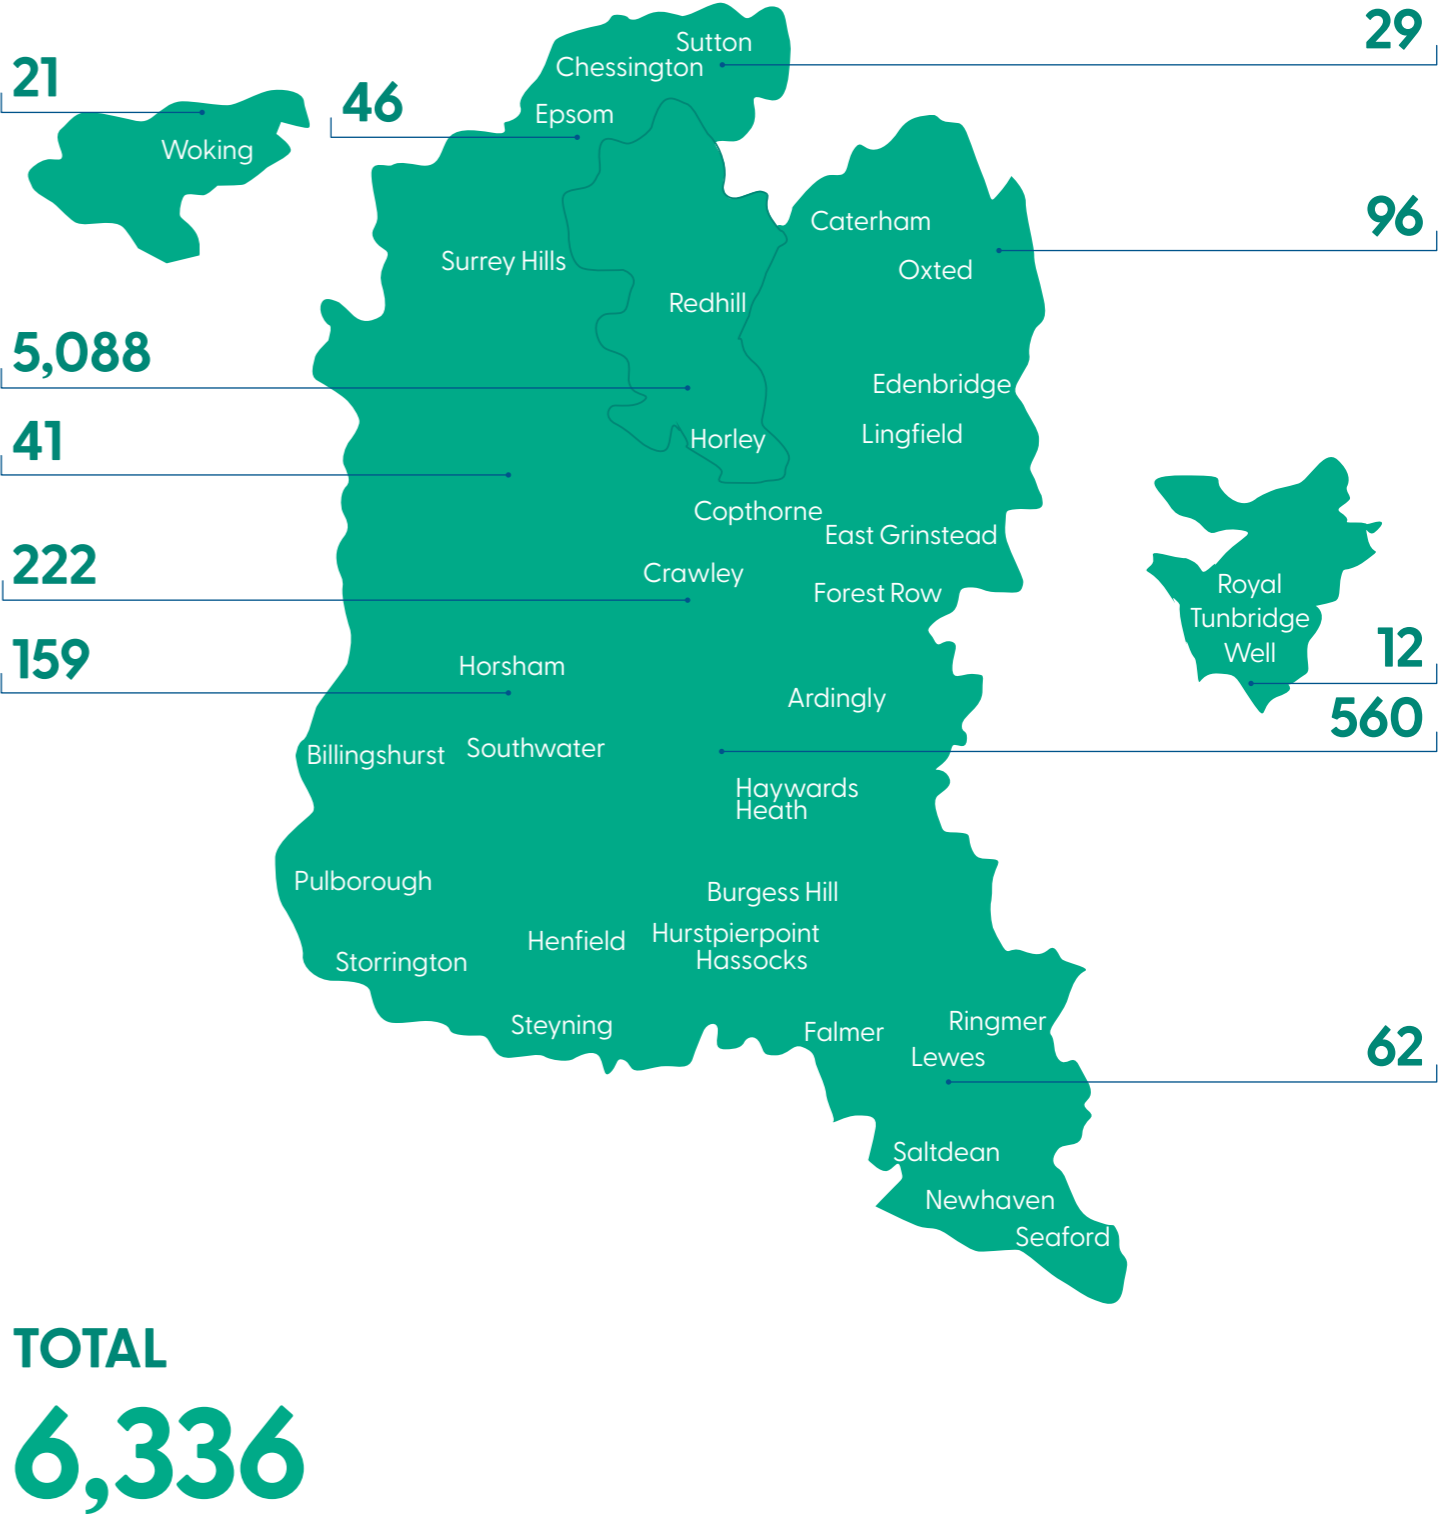 29
Sutton
Chessington
21
46
Epsom
Woking
96
Caterham
Surrey Hills
Oxted
Redhill
5,088
Edenbridge
41
Lingfield
Horley
Copthorne
East Grinstead
222
Crawley
Forest Row
Royal
Tunbridge
Well
12
159
Horsham
Ardingly
560
Billingshurst
Southwater
Haywards
Heath
Pulborough
Burgess Hill
Henfield
Hurstpierpoint
Hassocks
Storrington
Steyning
Falmer
Ringmer
Lewes
62
Saltdean
Newhaven
Seaford
TOTAL
6,336